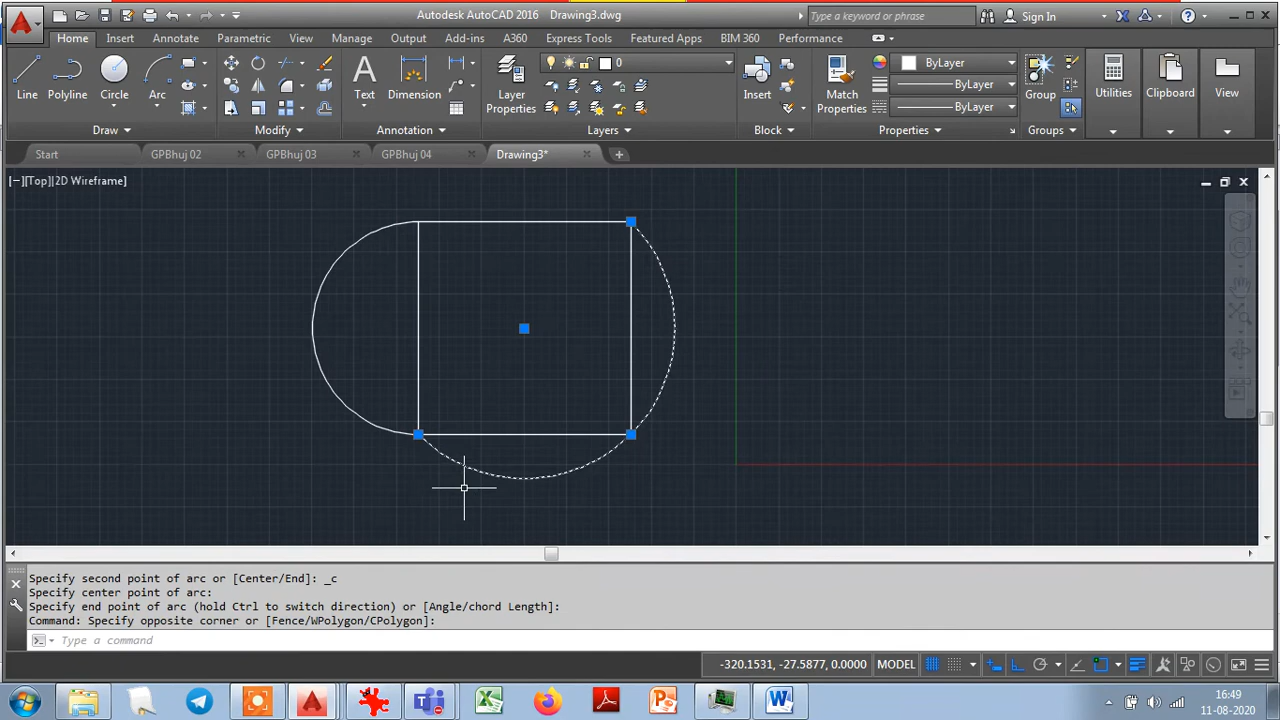 Autodesk AutoCAD 2016 Drawing3.dwg
Type a keyword or phrase
Sign In
Home Insert Annotate Parametric View Manage Output Add-ins A360 Express Tools Featured Apps BIM 360 Performance
Line
Polyline
Circle
Arc
Text
Dimension
Layer
Properties
0
Insert
Match
Properties
ByLayer
ByLayer
ByLayer
Group
Utilities
Clipboard
View
Draw
Modify
Annotation
Layers
Block
Properties
Groups
Start GPBhuj 02 GPBhuj 03 GPBhuj 04 Drawing3*
[−][Top][2D Wireframe]
Specify second point of arc or [Center/End]: _c
Specify center point of arc:
Specify end point of arc (hold Ctrl to switch direction) or [Angle/chord Length]:
Command: Specify opposite corner or [Fence/WPolygon/CPolygon]:
Type a command
-320.1531, -27.5877, 0.0000 MODEL
16:49
11-08-2020